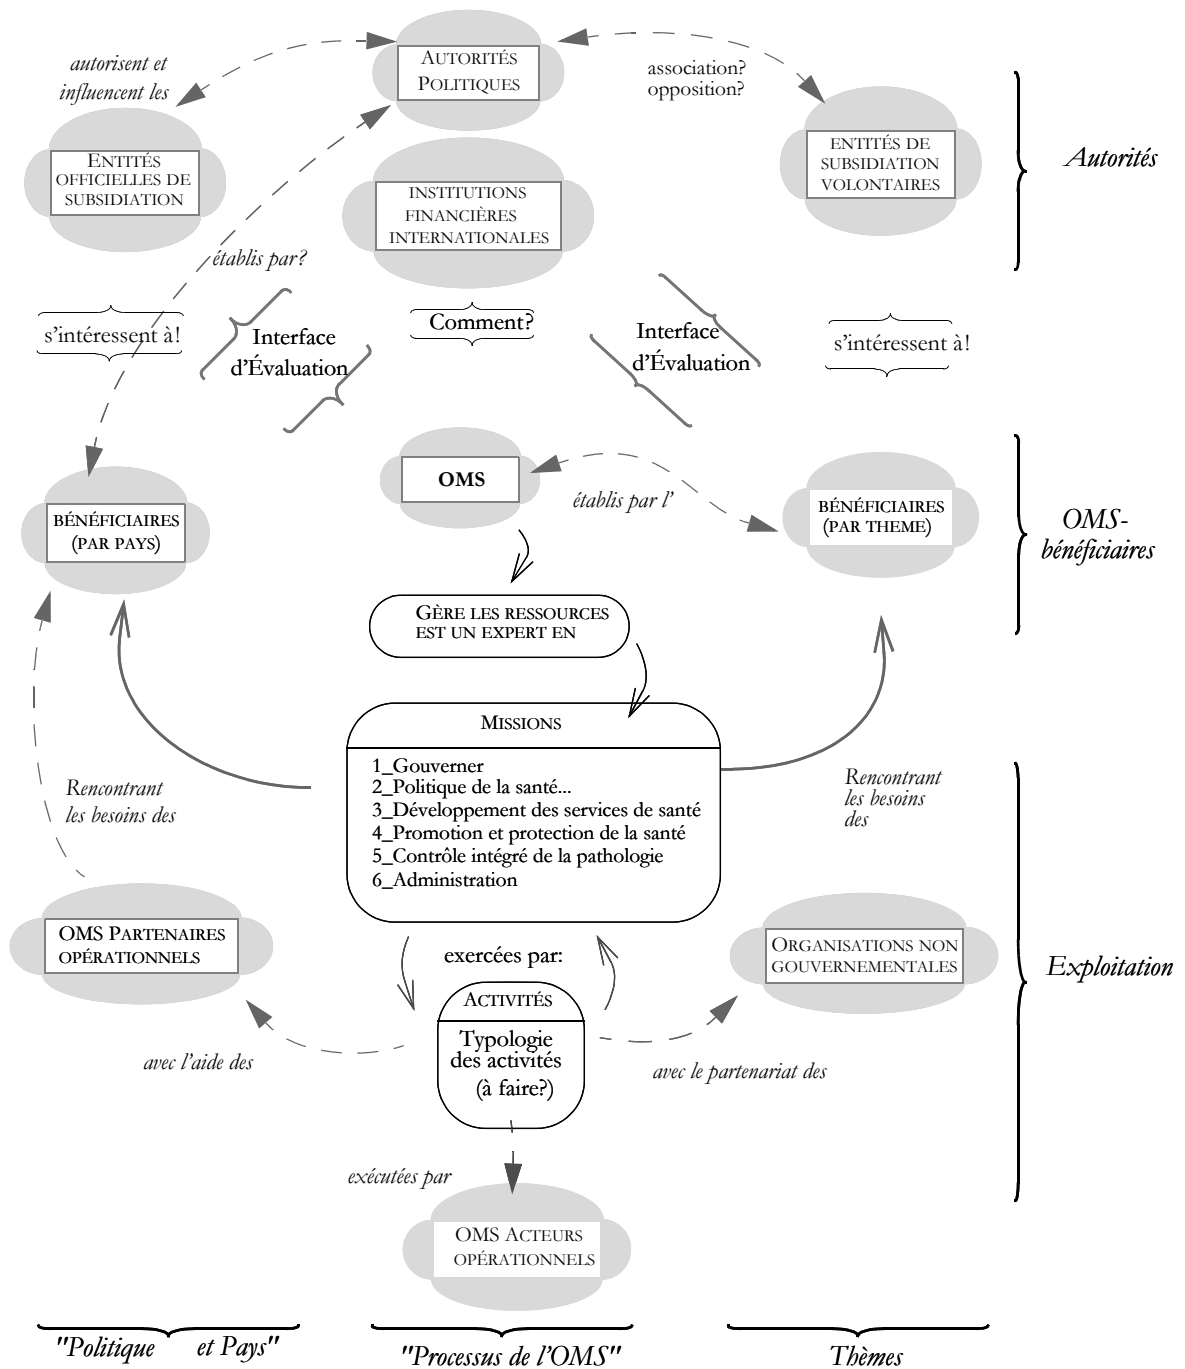 autorisent et
influencent les
AUTORITÉS
POLITIQUES
association?
opposition?
ENTITÉS
OFFICIELLES DE
SUBSIDIATION
INSTITUTIONS
FINANCIÈRES
INTERNATIONALES
ENTITÉS DE
SUBSIDIATION
VOLONTAIRES
Autorités
établis par?
s'intéressent à!
Interface
d'Évaluation
Comment?
Interface
d'Évaluation
s'intéressent à!
BÉNÉFICIAIRES
(PAR PAYS)
OMS
établis par l'
BÉNÉFICIAIRES
(PAR THEME)
OMS-
bénéficiaires
GÈRE LES RESSOURCES
EST UN EXPERT EN
MISSIONS
1_Gouverner
2_Politique de la santé...
3_Développement des services de santé
4_Promotion et protection de la santé
5_Contrôle intégré de la pathologie
6_Administration
Rencontrant
les besoins des
Rencontrant
les besoins
des
OMS PARTENAIRES
OPÉRATIONNELS
exercées par:
ORGANISATIONS NON
GOUVERNEMENTALES
Exploitation
ACTIVITÉS
Typologie
des activités
(à faire?)
avec l'aide des
avec le partenariat des
exécutées par
OMS ACTEURS
OPÉRATIONNELS
"Politique et Pays"
"Processus de l'OMS"
Thèmes